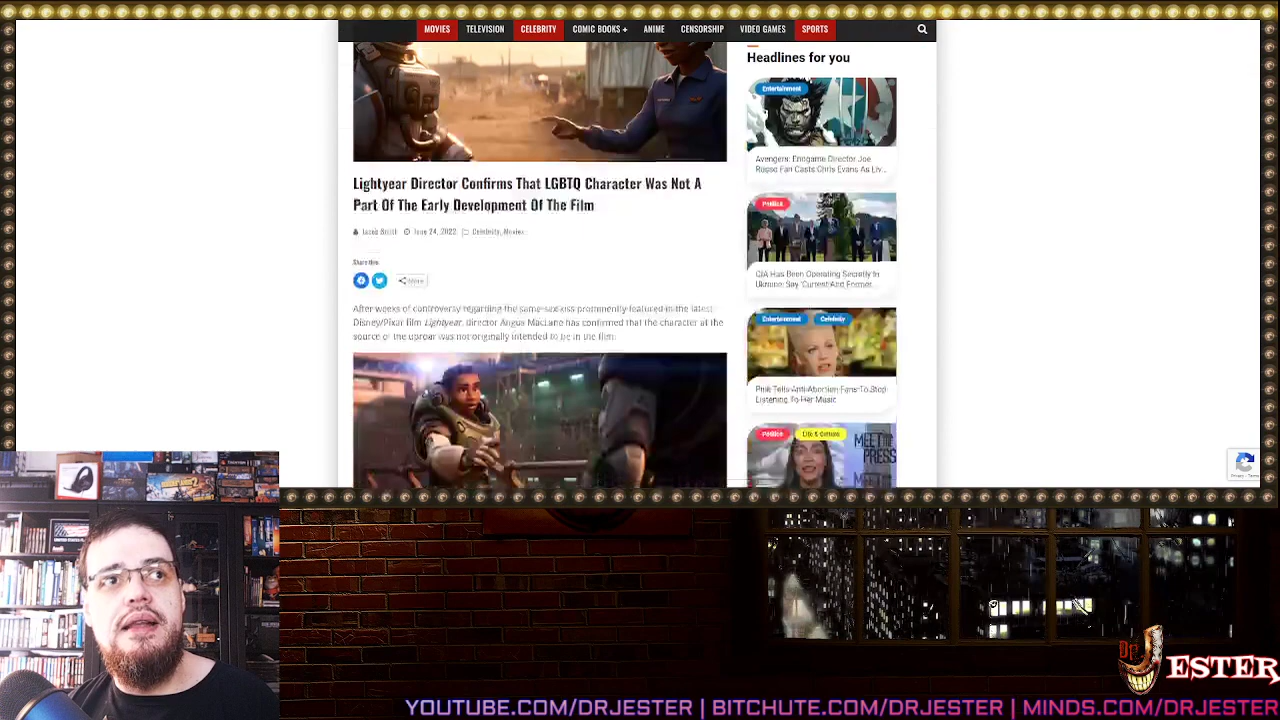 MOVIES TELEVISION CELEBRITY COMIC BOOKS + ANIME CENSORSHIP VIDEO GAMES SPORTS
Lightyear Director Confirms That LGBTQ Character Was Not A
Part Of The Early Development Of The Film
Jacob Smith June 24, 2022 Celebrity, Movies
Share this:
More
After weeks of controversy regarding the same-sex kiss prominently featured in the latest
Disney/Pixar film Lightyear, director Angus MacLane has confirmed that the character at the
source of the uproar was not originally intended to be in the film.
Headlines for you
Entertainment
Avengers: Endgame Director Joe
Russo Fan Casts Chris Evans As Liv...
Politics
CIA Has Been Operating Secretly In
Ukraine: Say 'Current And Former...
Entertainment Celebrity
Pink Tells Anti-Abortion Fans To Stop
Listening To Her Music
Politics Life & Culture
MEET THE
PRESS
Privacy - Terms
Dr.
JESTER
YOUTUBE.COM/DRJESTER | BITCHUTE.COM/DRJESTER | MINDS.COM/DRJESTER